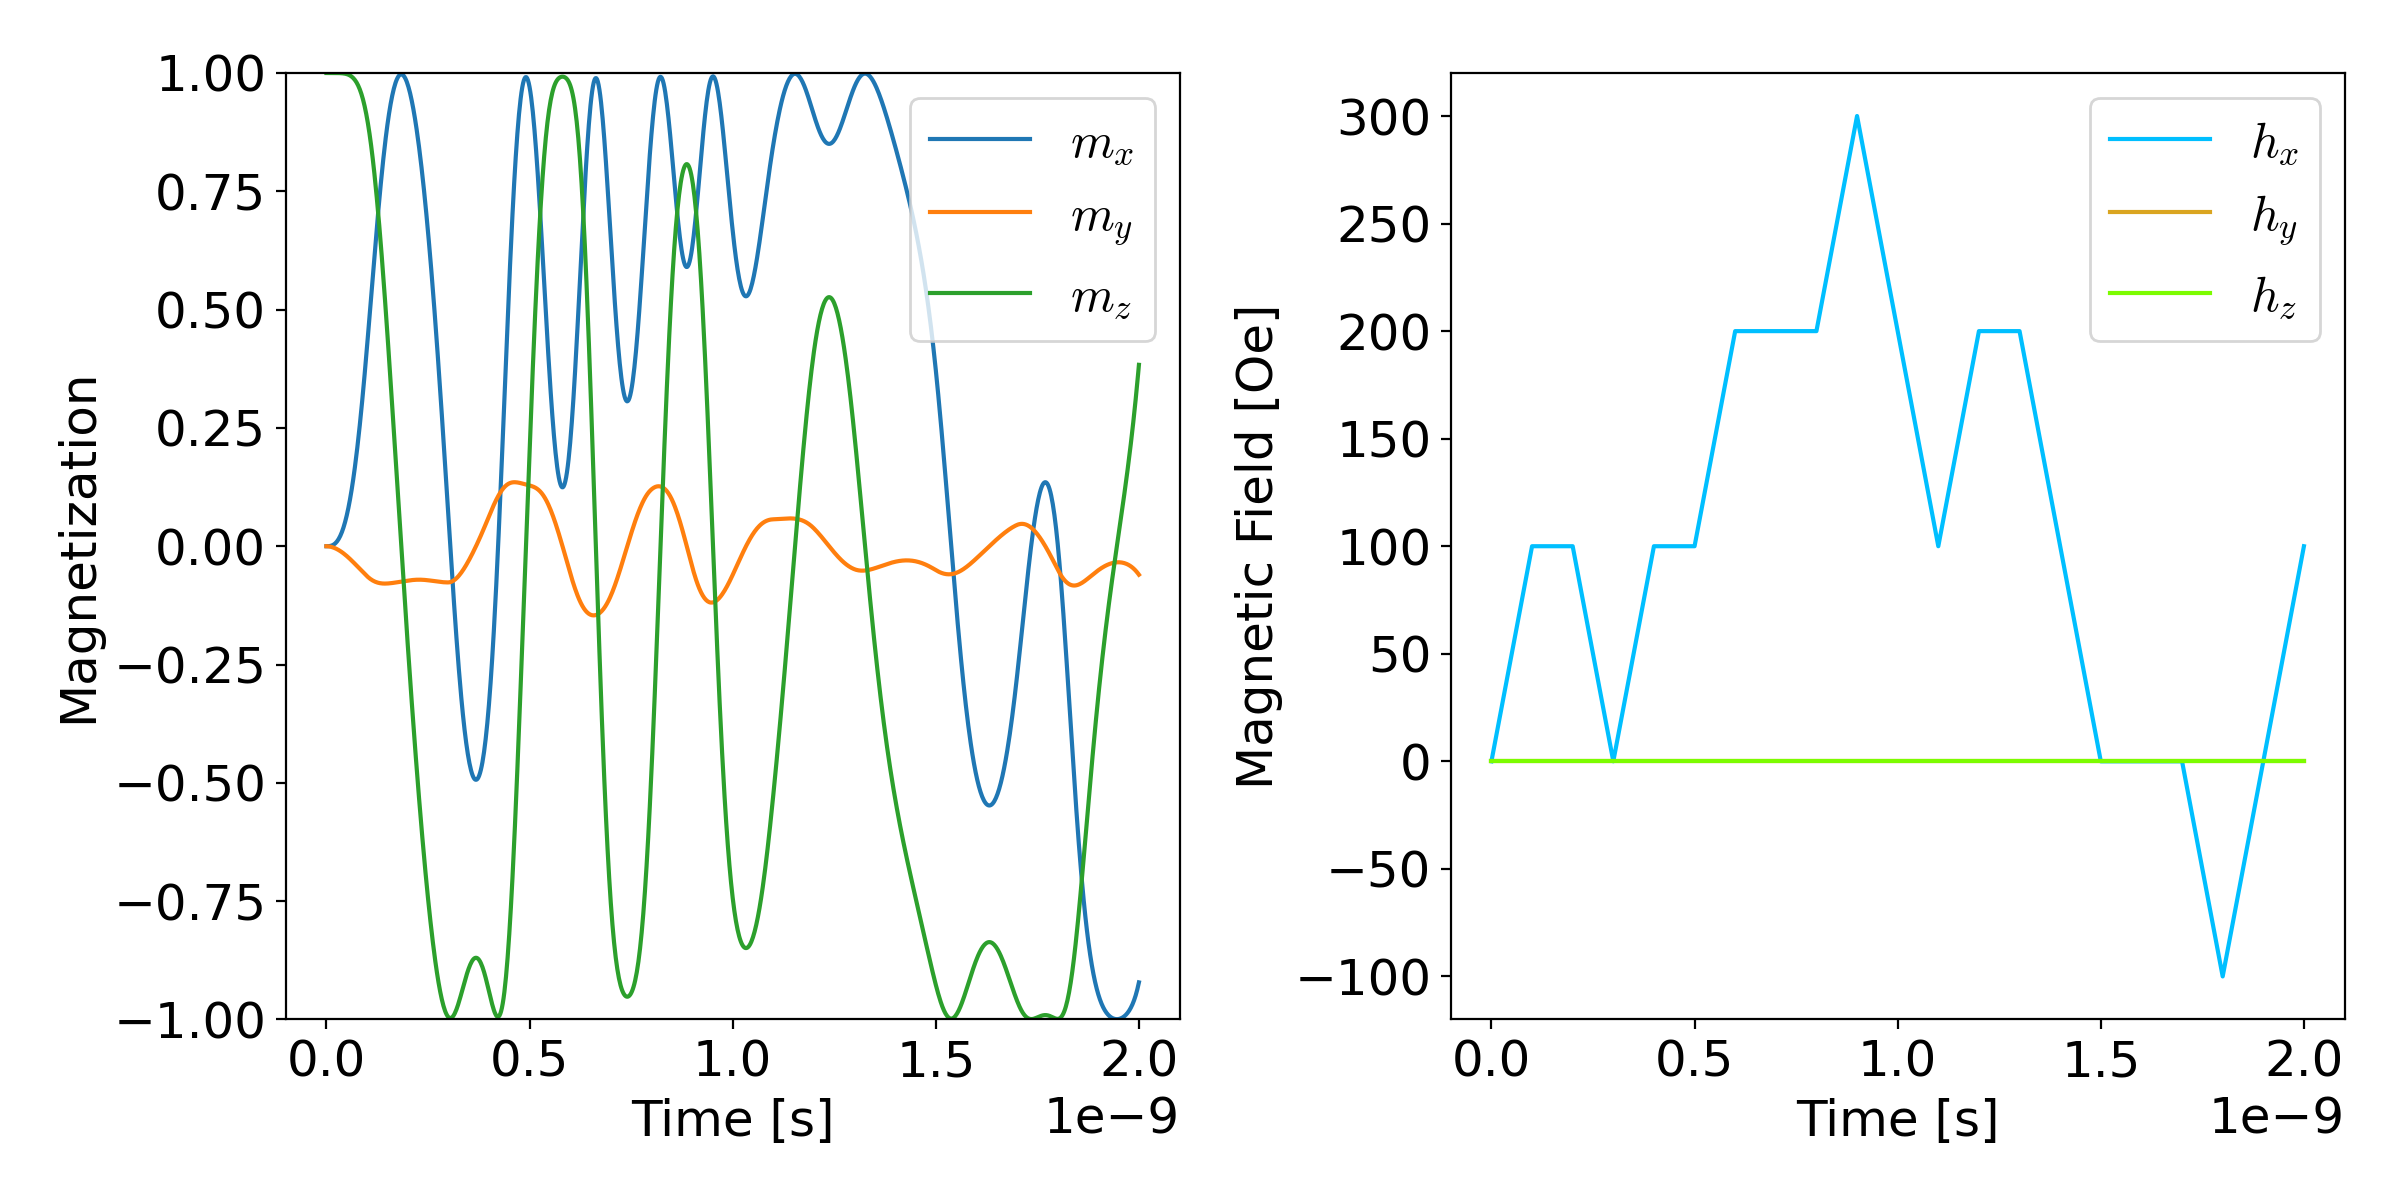 Magnetization
1.00
0.75
0.50
0.25
0.00
−0.25
−0.50
−0.75
−1.00
0.0 0.5 1.0 1.5 2.0
Time [s]
1e−9
m_x
m_y
m_z
Magnetic Field [Oe]
300
250
200
150
100
50
0
−50
−100
0.0 0.5 1.0 1.5 2.0
Time [s]
1e−9
h_x
h_y
h_z